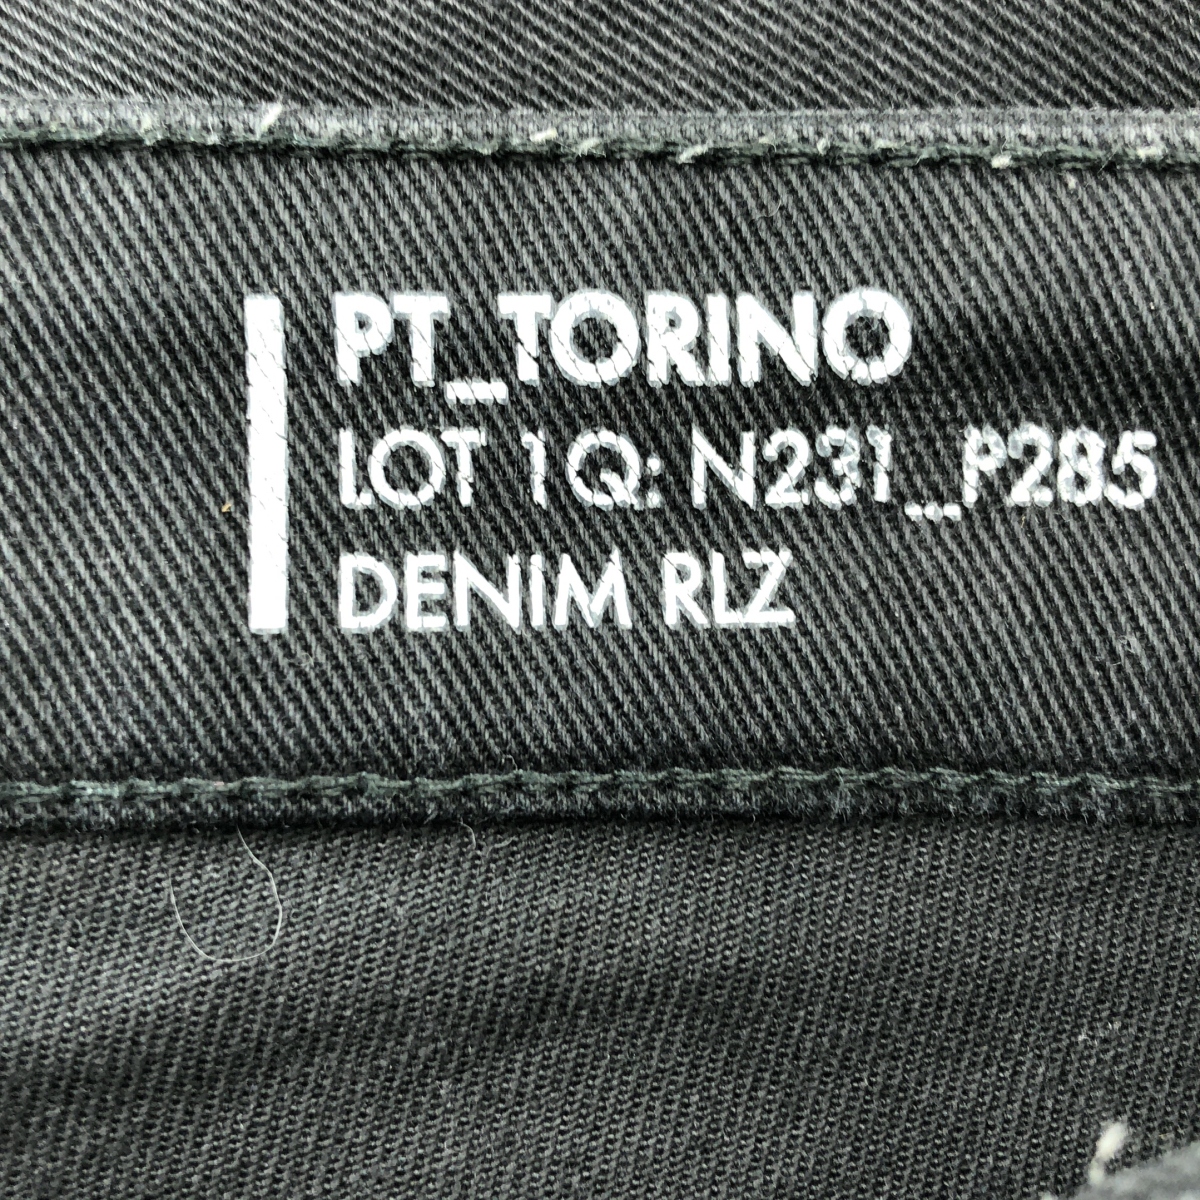 PT_TORINO
LOT 1Q: N231_P285
DENIM RLZ